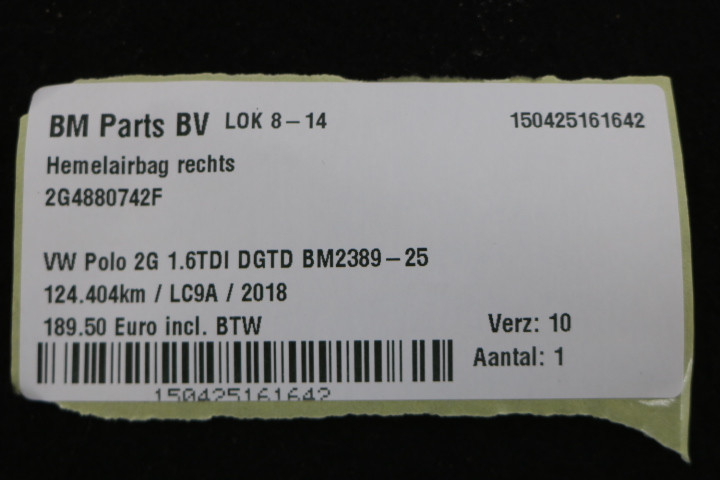 BM Parts BV LOK 8-14 150425161642
Hemelairbag rechts
2G4880742F
VW Polo 2G 1.6TDI DGTD BM2389-25
124.404km / LC9A / 2018
189.50 Euro incl. BTW Verz: 10
Aantal: 1
150425161642